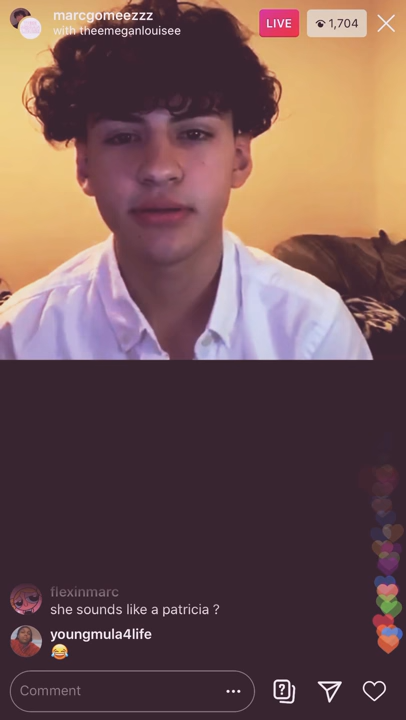 marcgomeezzz
with theemeganlouisee
LIVE
1,704
flexinmarc
she sounds like a patricia ?
youngmula4life
😂
Comment